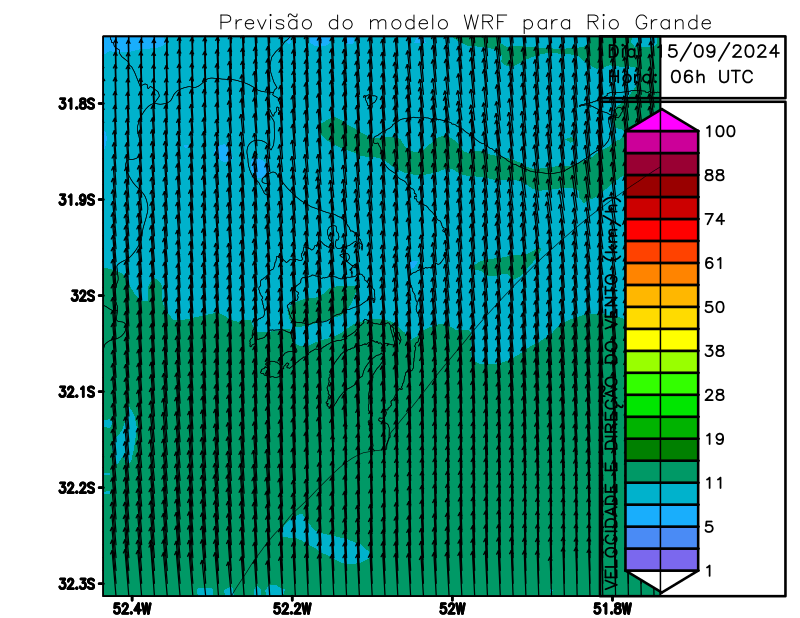 Previsão do modelo WRF para Rio Grande
Dia: 15/09/2024
Hora: 06h UTC
31.8S
31.9S
32S
32.1S
32.2S
32.3S
52.4W
52.2W
52W
51.8W
VELOCIDADE E DIREÇÃO DO VENTO (km/h)
100
88
74
61
50
38
28
19
11
5
1